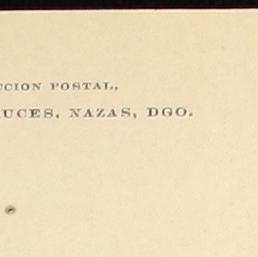 CCION POSTAL,
UCES, NAZAS, DGO.